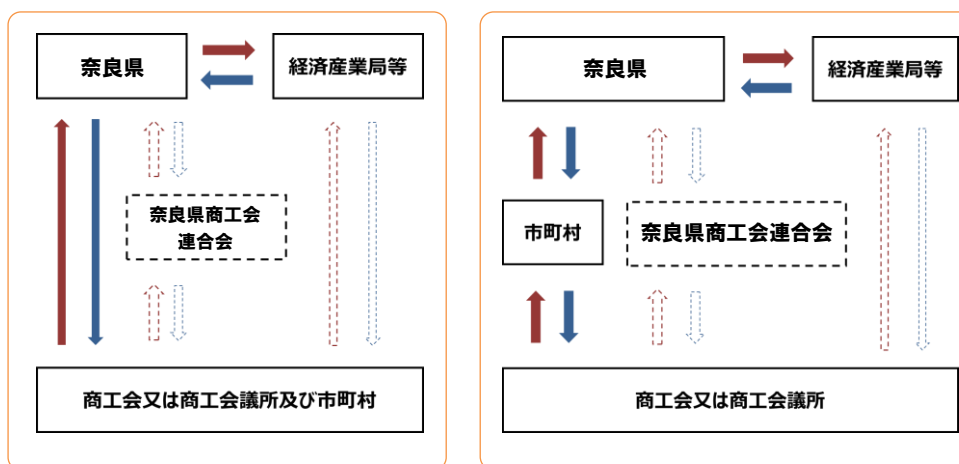 奈良県
経済産業局等
奈良県商工会
連合会
商工会又は商工会議所及び市町村
奈良県
経済産業局等
市町村
奈良県商工会連合会
商工会又は商工会議所